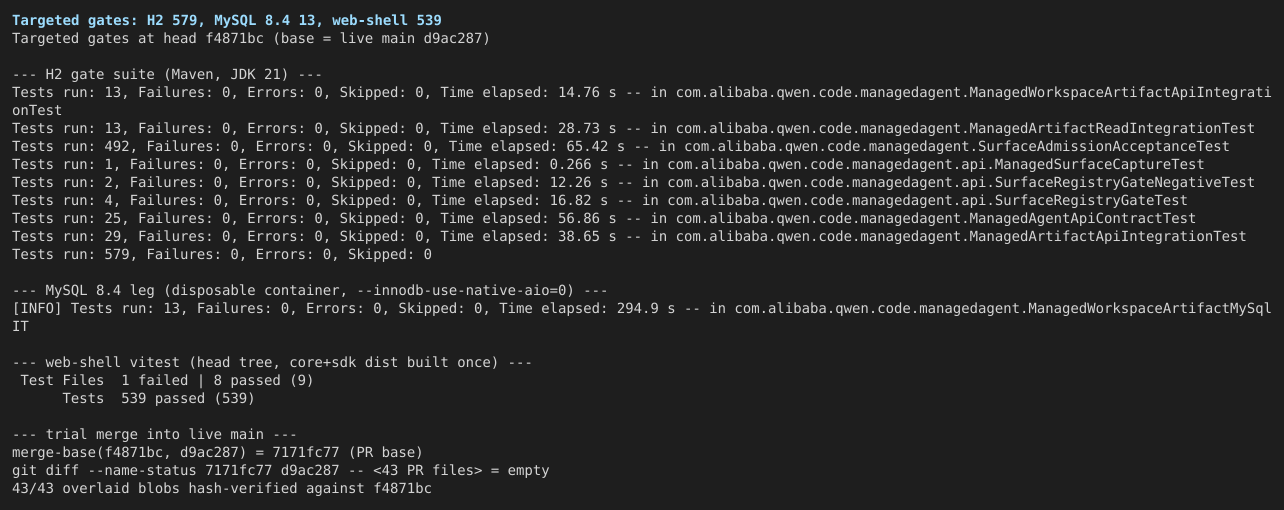 Targeted gates: H2 579, MySQL 8.4 13, web-shell 539
Targeted gates at head f4871bc (base = live main d9ac287)
--- H2 gate suite (Maven, JDK 21) ---
Tests run: 13, Failures: 0, Errors: 0, Skipped: 0, Time elapsed: 14.76 s -- in com.alibaba.qwen.code.managedagent.ManagedWorkspaceArtifactApiIntegrati
onTest
Tests run: 13, Failures: 0, Errors: 0, Skipped: 0, Time elapsed: 28.73 s -- in com.alibaba.qwen.code.managedagent.ManagedArtifactReadIntegrationTest
Tests run: 492, Failures: 0, Errors: 0, Skipped: 0, Time elapsed: 65.42 s -- in com.alibaba.qwen.code.managedagent.SurfaceAdmissionAcceptanceTest
Tests run: 1, Failures: 0, Errors: 0, Skipped: 0, Time elapsed: 0.266 s -- in com.alibaba.qwen.code.managedagent.api.ManagedSurfaceCaptureTest
Tests run: 2, Failures: 0, Errors: 0, Skipped: 0, Time elapsed: 12.26 s -- in com.alibaba.qwen.code.managedagent.api.SurfaceRegistryGateNegativeTest
Tests run: 4, Failures: 0, Errors: 0, Skipped: 0, Time elapsed: 16.82 s -- in com.alibaba.qwen.code.managedagent.api.SurfaceRegistryGateTest
Tests run: 25, Failures: 0, Errors: 0, Skipped: 0, Time elapsed: 56.86 s -- in com.alibaba.qwen.code.managedagent.ManagedAgentApiContractTest
Tests run: 29, Failures: 0, Errors: 0, Skipped: 0, Time elapsed: 38.65 s -- in com.alibaba.qwen.code.managedagent.ManagedArtifactApiIntegrationTest
Tests run: 579, Failures: 0, Errors: 0, Skipped: 0
--- MySQL 8.4 leg (disposable container, --innodb-use-native-aio=0) ---
[INFO] Tests run: 13, Failures: 0, Errors: 0, Skipped: 0, Time elapsed: 294.9 s -- in com.alibaba.qwen.code.managedagent.ManagedWorkspaceArtifactMySql
IT
--- web-shell vitest (head tree, core+sdk dist built once) ---
Test Files  1 failed | 8 passed (9)
Tests  539 passed (539)
--- trial merge into live main ---
merge-base(f4871bc, d9ac287) = 7171fc77 (PR base)
git diff --name-status 7171fc77 d9ac287 -- <43 PR files> = empty
43/43 overlaid blobs hash-verified against f4871bc